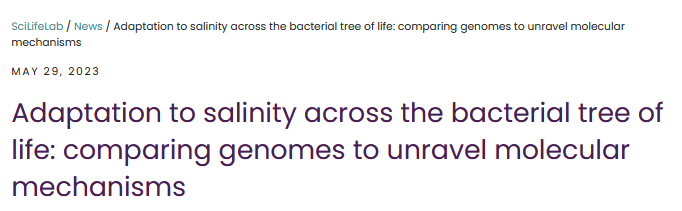 SciLifeLab / News / Adaptation to salinity across the bacterial tree of life: comparing genomes to unravel molecular
mechanisms
MAY 29, 2023
Adaptation to salinity across the bacterial tree of
life: comparing genomes to unravel molecular
mechanisms